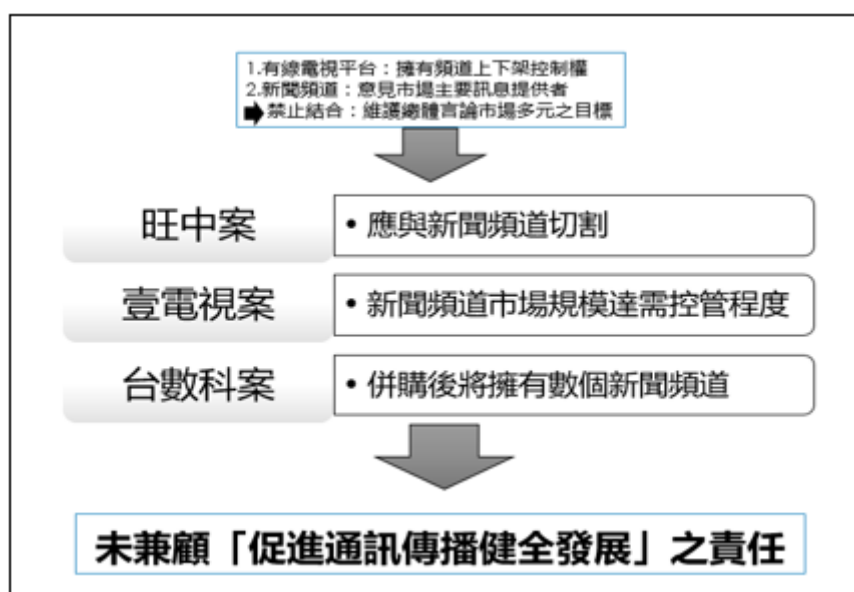 1.有線電視平台：擁有頻道上下架控制權
2.新聞頻道：意見市場主要訊息提供者
禁止結合：維護總體言論市場多元之目標
旺中案
• 應與新聞頻道切割
壹電視案
• 新聞頻道市場規模達需控管程度
台數科案
• 併購後將擁有數個新聞頻道
未兼顧「促進通訊傳播健全發展」之責任